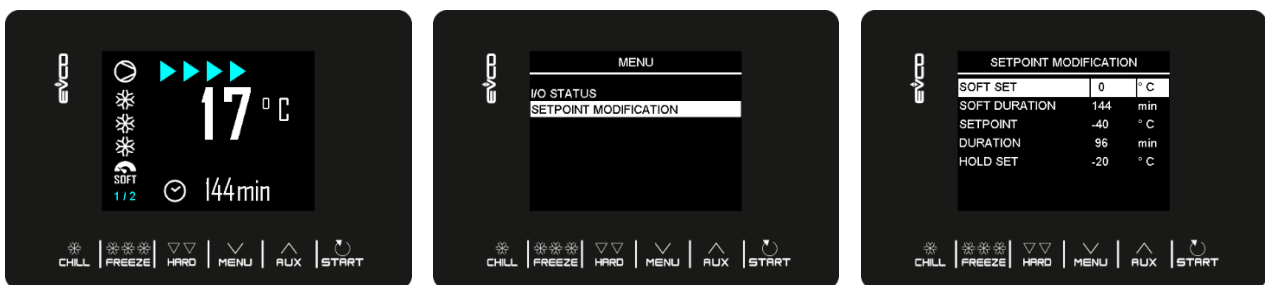 evco
17 °C
SOFT
1/2
144min
CHILL FREEZE HARD MENU AUX START
evco
MENU
I/O STATUS
SETPOINT MODIFICATION
CHILL FREEZE HARD MENU AUX START
evco
SETPOINT MODIFICATION
SOFT SET 0 °C
SOFT DURATION 144 min
SETPOINT -40 °C
DURATION 96 min
HOLD SET -20 °C
CHILL FREEZE HARD MENU AUX START